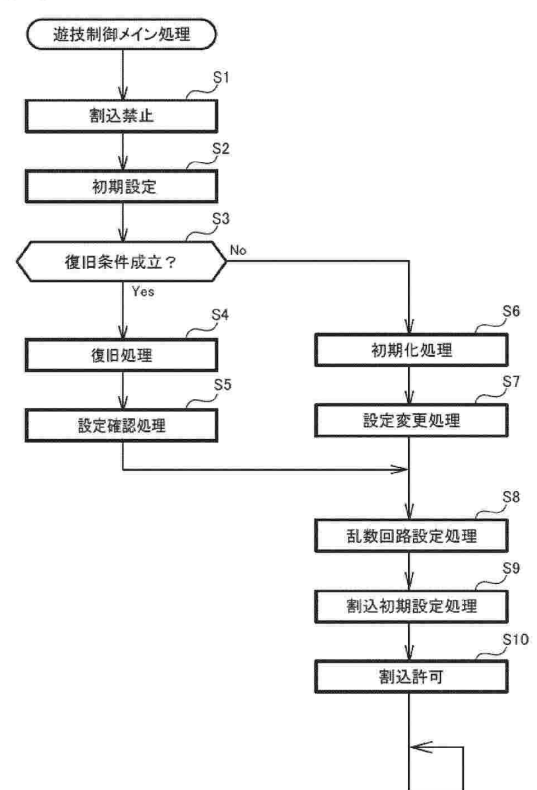 遊技制御メイン処理
S1
割込禁止
S2
初期設定
S3
復旧条件成立?
No
Yes
S4
復旧処理
S5
設定確認処理
S6
初期化処理
S7
設定変更処理
S8
乱数回路設定処理
S9
割込初期設定処理
S10
割込許可